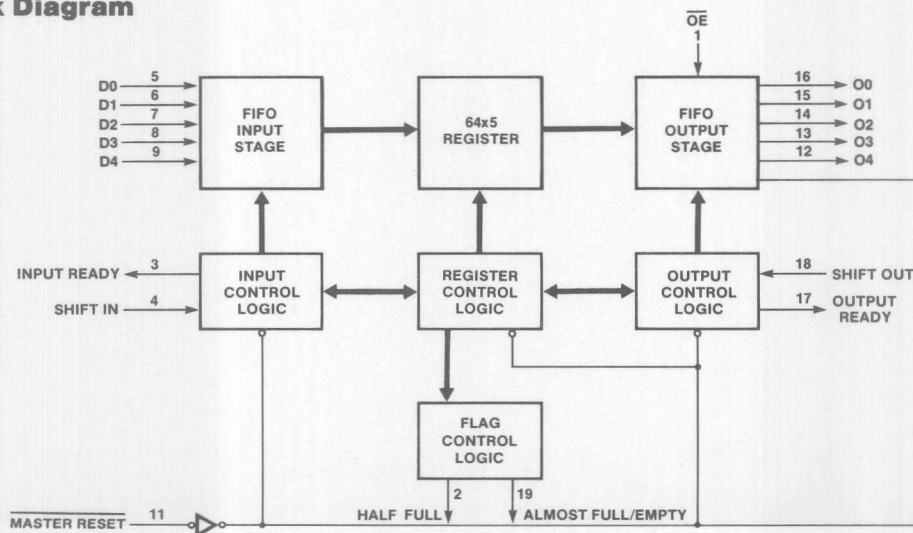 Diagram
OE
1
D0 5
D1 6
D2 7
D3 8
D4 9
FIFO
INPUT
STAGE
64x5
REGISTER
FIFO
OUTPUT
STAGE
16 O0
15 O1
14 O2
13 O3
12 O4
INPUT READY 3
SHIFT IN 4
INPUT
CONTROL
LOGIC
REGISTER
CONTROL
LOGIC
OUTPUT
CONTROL
LOGIC
18 SHIFT OUT
17 OUTPUT
READY
FLAG
CONTROL
LOGIC
2 19
MASTER RESET 11
HALF FULL
ALMOST FULL/EMPTY